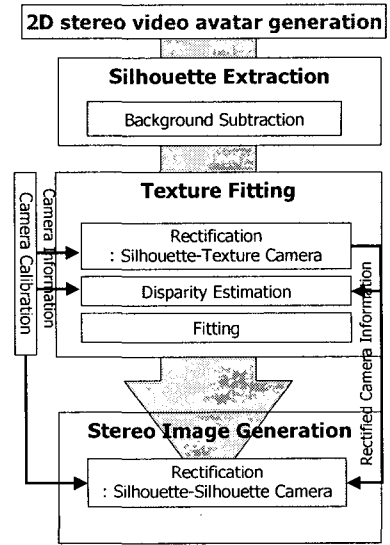 2D stereo video avatar generation
Silhouette Extraction
Background Subtraction
Texture Fitting
Camera Calibration
Camera Information
Rectification
: Silhouette-Texture Camera
Disparity Estimation
Fitting
Rectified Camera Information
Stereo Image Generation
Rectification
: Silhouette-Silhouette Camera